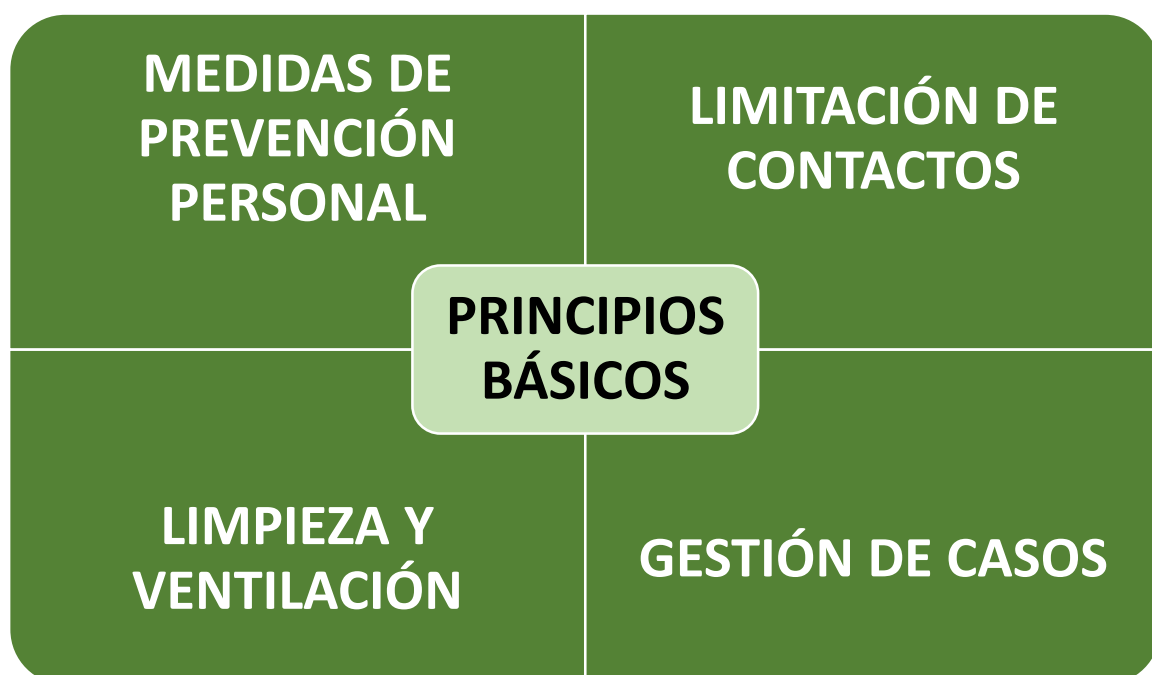 MEDIDAS DE
PREVENCIÓN
PERSONAL
LIMITACIÓN DE
CONTACTOS
PRINCIPIOS
BÁSICOS
LIMPIEZA Y
VENTILACIÓN
GESTIÓN DE CASOS